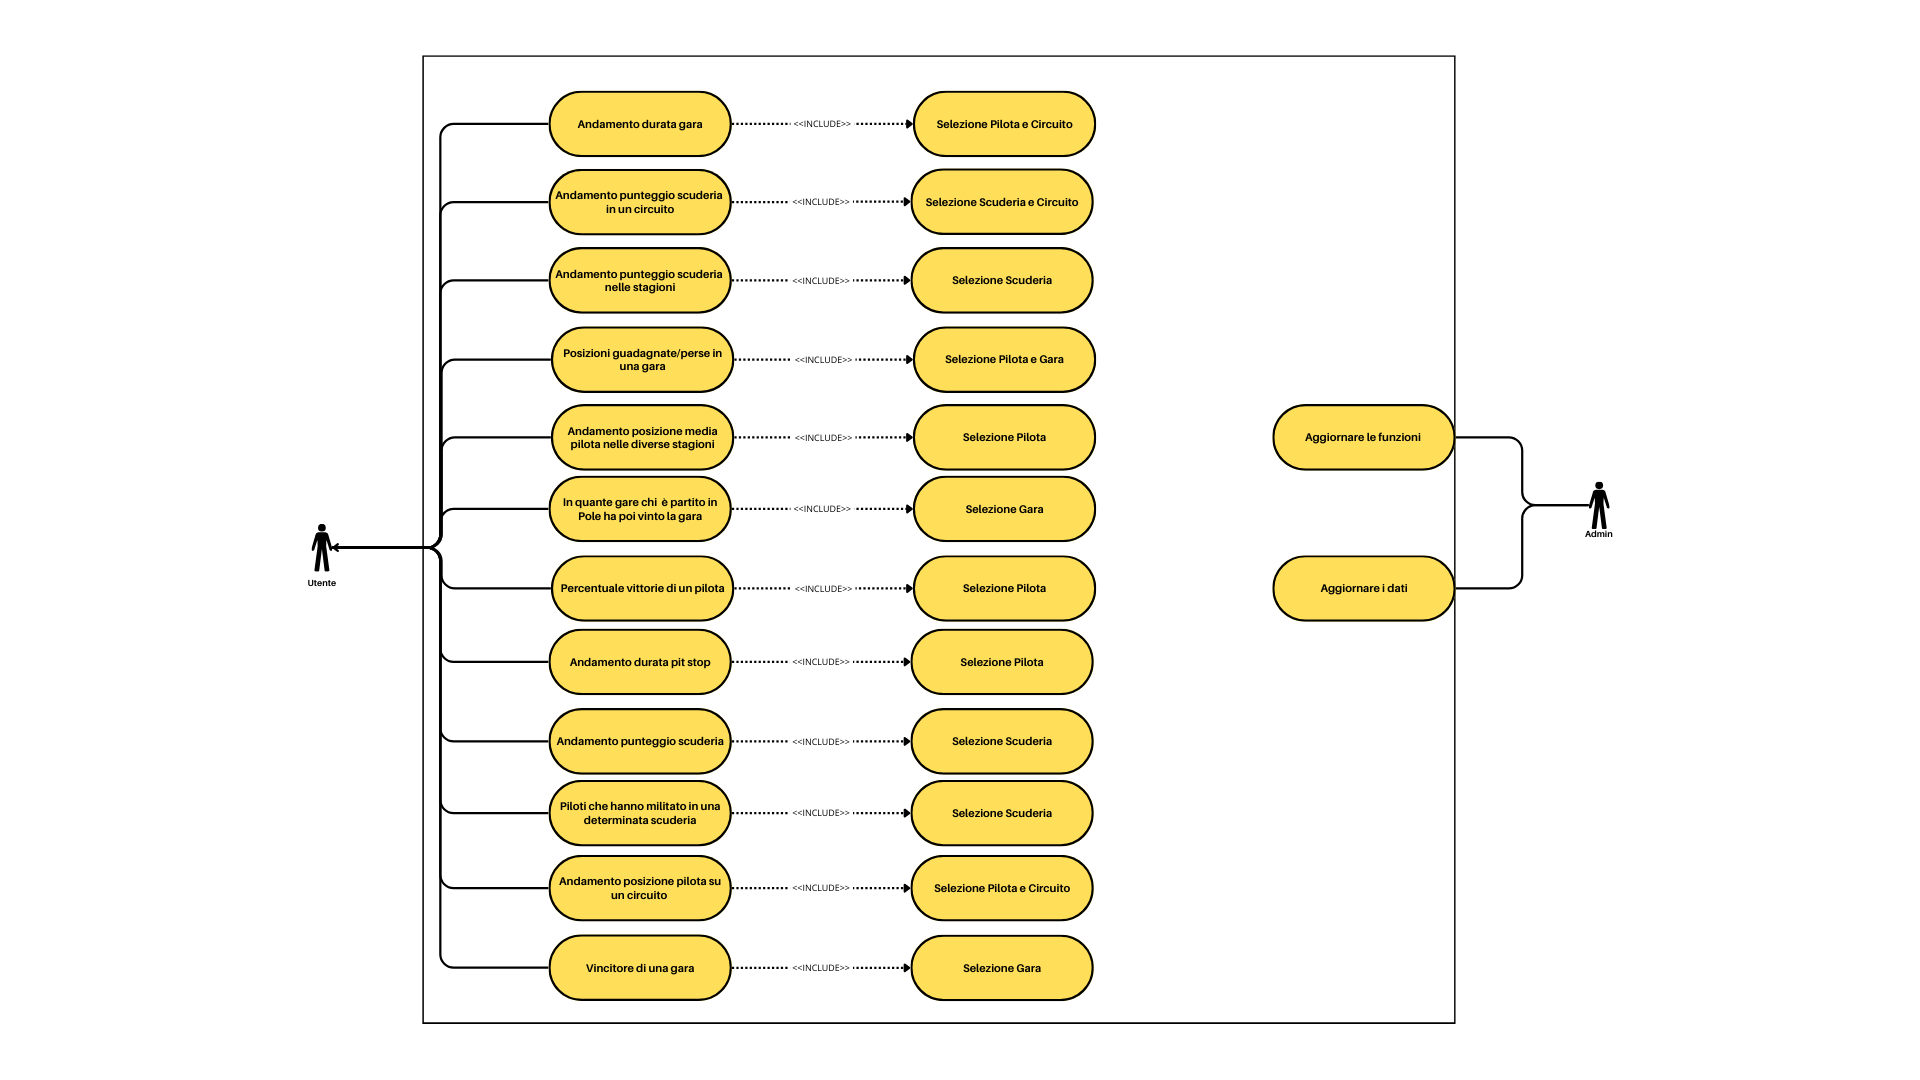 Andamento durata gara
<<INCLUDE>>
Selezione Pilota e Circuito
Andamento punteggio scuderia
in un circuito
<<INCLUDE>>
Selezione Scuderia e Circuito
Andamento punteggio scuderia
nelle stagioni
<<INCLUDE>>
Selezione Scuderia
Posizioni guadagnate/perse in
una gara
<<INCLUDE>>
Selezione Pilota e Gara
Andamento posizione media
pilota nelle diverse stagioni
<<INCLUDE>>
Selezione Pilota
In quante gare chi è partito in
Pole ha poi vinto la gara
<<INCLUDE>>
Selezione Gara
Percentuale vittorie di un pilota
<<INCLUDE>>
Selezione Pilota
Andamento durata pit stop
<<INCLUDE>>
Selezione Pilota
Andamento punteggio scuderia
<<INCLUDE>>
Selezione Scuderia
Piloti che hanno militato in una
determinata scuderia
<<INCLUDE>>
Selezione Scuderia
Andamento posizione pilota su
un circuito
<<INCLUDE>>
Selezione Pilota e Circuito
Vincitore di una gara
<<INCLUDE>>
Selezione Gara
Utente
Aggiornare le funzioni
Aggiornare i dati
Admin